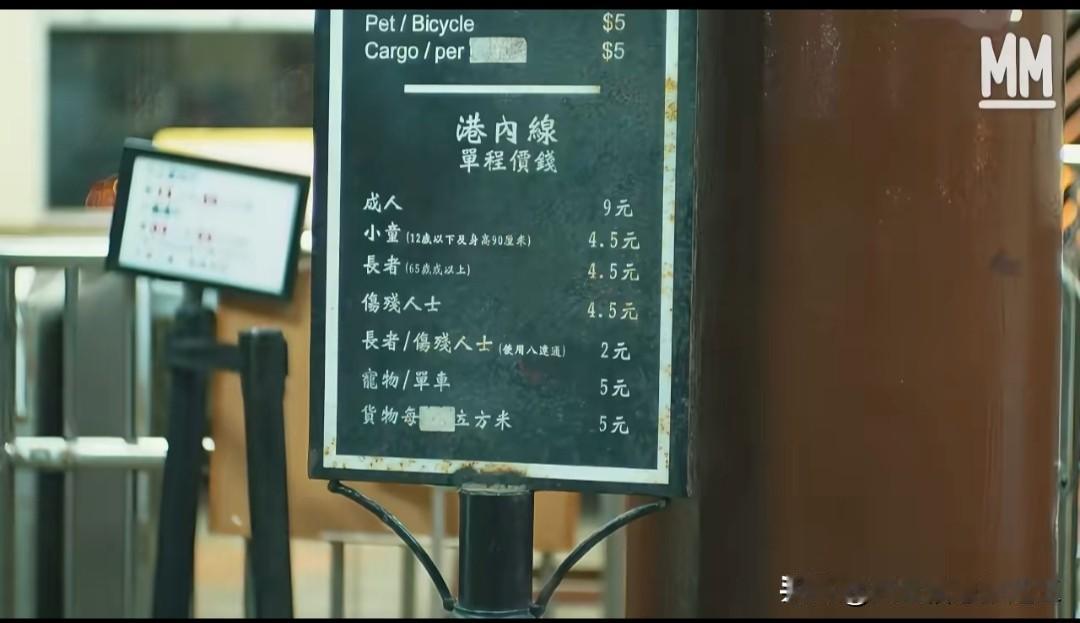 Pet / Bicycle $5
Cargo / per $5
港內線
單程價錢
成人 9元
小童 (12歲以下及身高90厘米) 4.5元
長者 (65歲或以上) 4.5元
傷殘人士 4.5元
長者/傷殘人士 (使用八達通) 2元
寵物/單車 5元
貨物每 立方米 5元
MM